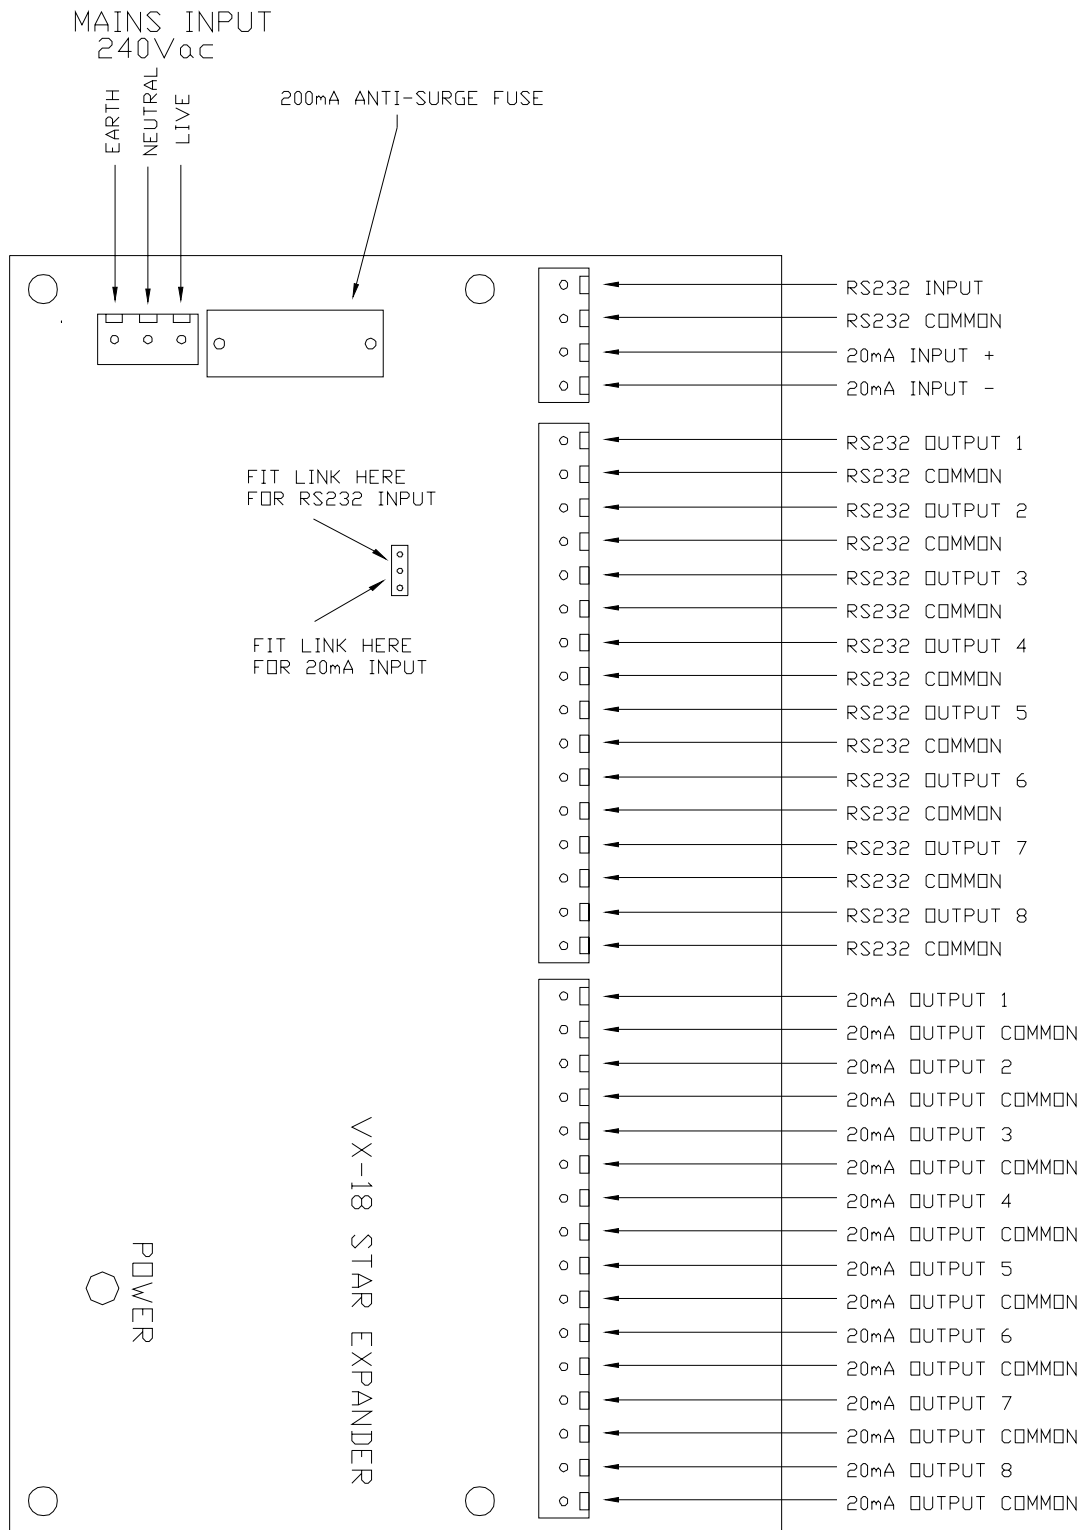 MAINS INPUT
240Vac
EARTH
NEUTRAL
LIVE
200mA ANTI-SURGE FUSE
RS232 INPUT
RS232 COMMON
20mA INPUT +
20mA INPUT -
FIT LINK HERE
FOR RS232 INPUT
FIT LINK HERE
FOR 20mA INPUT
RS232 OUTPUT 1
RS232 COMMON
RS232 OUTPUT 2
RS232 COMMON
RS232 OUTPUT 3
RS232 COMMON
RS232 OUTPUT 4
RS232 COMMON
RS232 OUTPUT 5
RS232 COMMON
RS232 OUTPUT 6
RS232 COMMON
RS232 OUTPUT 7
RS232 COMMON
RS232 OUTPUT 8
RS232 COMMON
20mA OUTPUT 1
20mA OUTPUT COMMON
20mA OUTPUT 2
20mA OUTPUT COMMON
20mA OUTPUT 3
20mA OUTPUT COMMON
20mA OUTPUT 4
20mA OUTPUT COMMON
20mA OUTPUT 5
20mA OUTPUT COMMON
20mA OUTPUT 6
20mA OUTPUT COMMON
20mA OUTPUT 7
20mA OUTPUT COMMON
20mA OUTPUT 8
20mA OUTPUT COMMON
VX-18 STAR EXPANDER
POWER